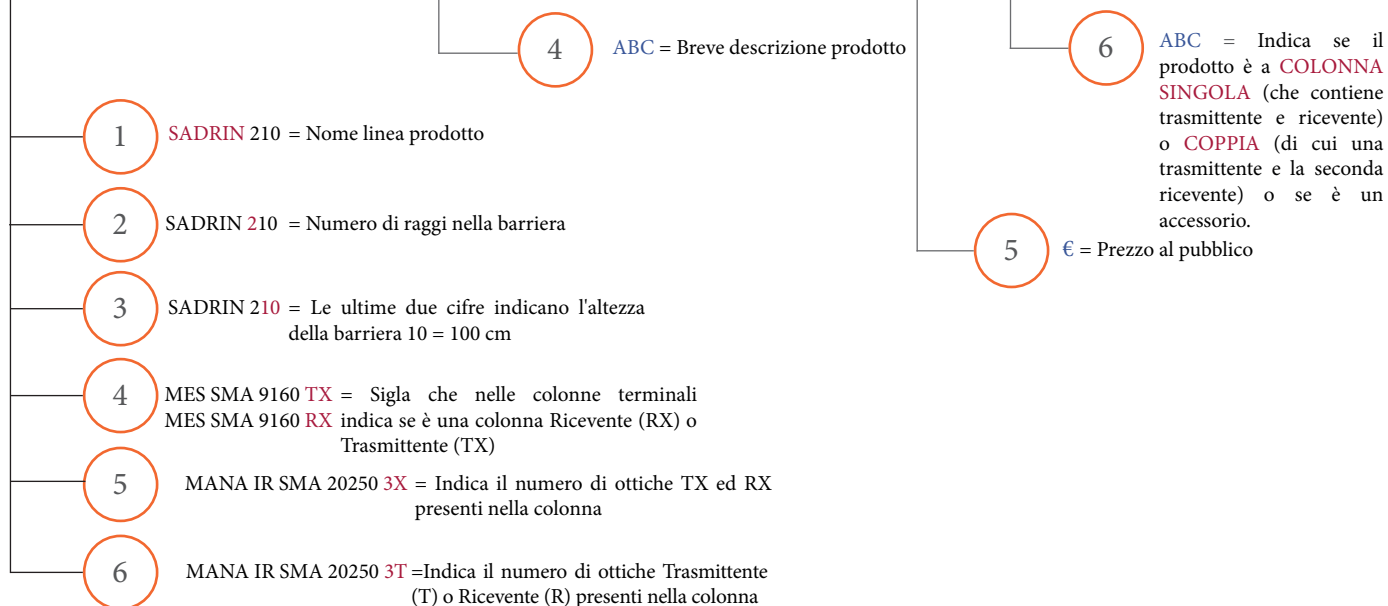 4
ABC = Breve descrizione prodotto
6
ABC = Indica se il
prodotto è a COLONNA
SINGOLA (che contiene
trasmittente e ricevente)
o COPPIA (di cui una
trasmittente e la seconda
ricevente) o se è un
accessorio.
1
SADRIN 210 = Nome linea prodotto
2
SADRIN 210 = Numero di raggi nella barriera
5
€ = Prezzo al pubblico
3
SADRIN 210 = Le ultime due cifre indicano l'altezza
della barriera 10 = 100 cm
4
MES SMA 9160 TX = Sigla che nelle colonne terminali
MES SMA 9160 RX indica se è una colonna Ricevente (RX) o
Trasmittente (TX)
5
MANA IR SMA 20250 3X = Indica il numero di ottiche TX ed RX
presenti nella colonna
6
MANA IR SMA 20250 3T =Indica il numero di ottiche Trasmittente
(T) o Ricevente (R) presenti nella colonna